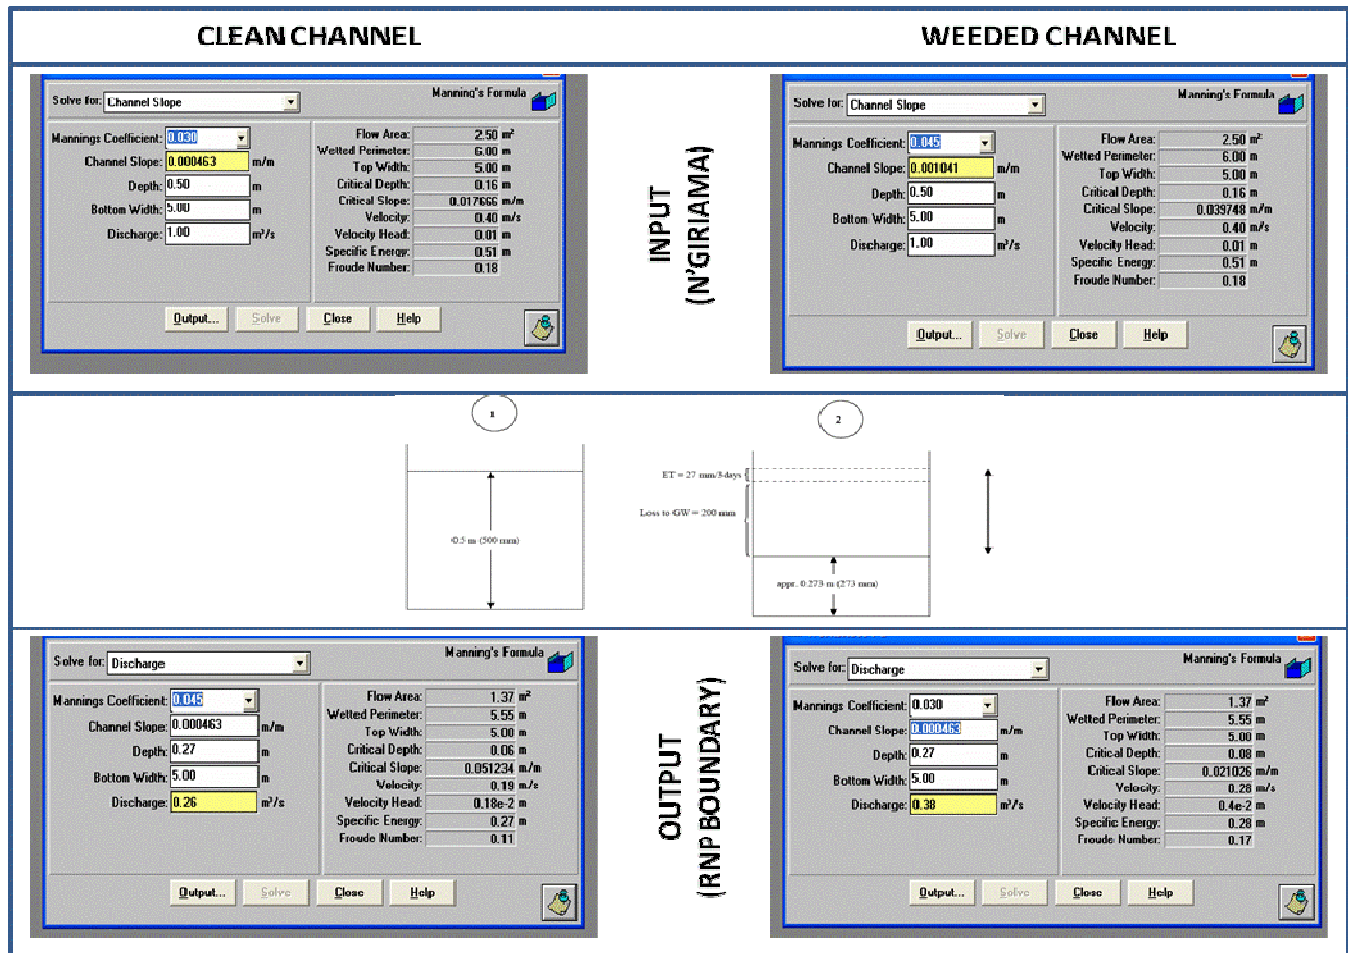 CLEAN CHANNEL
WEEDED CHANNEL
Solve for: Channel Slope
Manning's Formula
Mannings Coefficient: 0.030
Channel Slope: 0.000463 m/m
Depth: 0.50 m
Bottom Width: 5.00 m
Discharge: 1.00 m³/s
Flow Area: 2.50 m²
Wetted Perimeter: 6.00 m
Top Width: 5.00 m
Critical Depth: 0.16 m
Critical Slope: 0.017666 m/m
Velocity: 0.40 m/s
Velocity Head: 0.01 m
Specific Energy: 0.51 m
Froude Number: 0.18
Output... Solve Close Help
INPUT
(N'GIRIAMA)
Solve for: Channel Slope
Manning's Formula
Mannings Coefficient: 0.045
Channel Slope: 0.001041 m/m
Depth: 0.50 m
Bottom Width: 5.00 m
Discharge: 1.00 m³/s
Flow Area: 2.50 m²
Wetted Perimeter: 6.00 m
Top Width: 5.00 m
Critical Depth: 0.16 m
Critical Slope: 0.039748 m/m
Velocity: 0.40 m/s
Velocity Head: 0.01 m
Specific Energy: 0.51 m
Froude Number: 0.18
Output... Solve Close Help
1
0.5 m (500 mm)
2
ET = 27 mm/3-days
Loss to GW = 200 mm
appr. 0.273 m (273 mm)
Solve for: Discharge
Manning's Formula
Mannings Coefficient: 0.045
Channel Slope: 0.000463 m/m
Depth: 0.27 m
Bottom Width: 5.00 m
Discharge: 0.26 m³/s
Flow Area: 1.37 m²
Wetted Perimeter: 5.55 m
Top Width: 5.00 m
Critical Depth: 0.06 m
Critical Slope: 0.051234 m/m
Velocity: 0.19 m/s
Velocity Head: 0.18e-2 m
Specific Energy: 0.27 m
Froude Number: 0.11
Output... Solve Close Help
OUTPUT
(RNP BOUNDARY)
Solve for: Discharge
Manning's Formula
Mannings Coefficient: 0.030
Channel Slope: 0.000463 m/m
Depth: 0.27 m
Bottom Width: 5.00 m
Discharge: 0.38 m³/s
Flow Area: 1.37 m²
Wetted Perimeter: 5.55 m
Top Width: 5.00 m
Critical Depth: 0.08 m
Critical Slope: 0.021026 m/m
Velocity: 0.28 m/s
Velocity Head: 0.4e-2 m
Specific Energy: 0.28 m
Froude Number: 0.17
Output... Solve Close Help